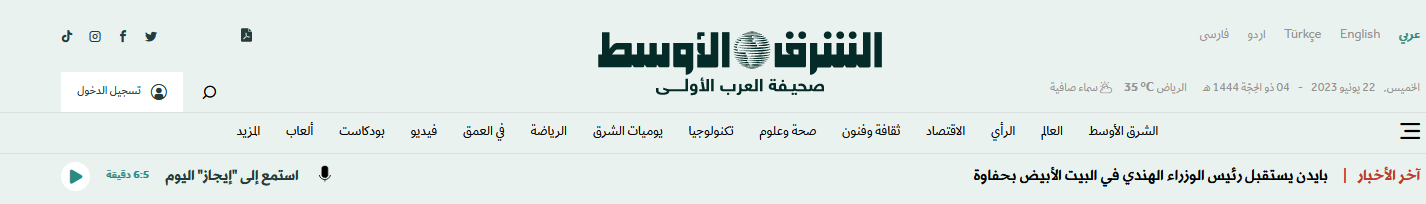 عربي English Türkçe اردو فارسى
الشرق الأوسط
صحيفة العرب الأولى
الخميس, 22 يونيو 2023 - 04 ذو الحِجّة 1444 هـ الرياض 35 ºC سماء صافية
تسجيل الدخول
الشرق الأوسط العالم الرأي الاقتصاد ثقافة وفنون صحة وعلوم تكنولوجيا يوميات الشرق الرياضة في العمق فيديو بودكاست ألعاب المزيد
آخر الأخبار | بايدن يستقبل رئيس الوزراء الهندي في البيت الأبيض بحفاوة
استمع إلى "إيجاز" اليوم 6:5 دقيقة